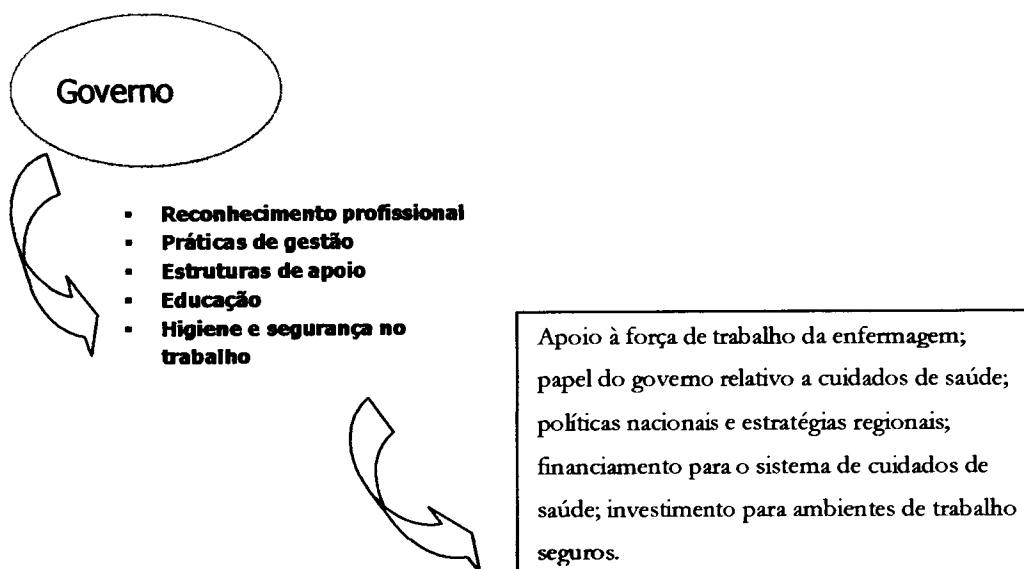 Governo
▪ Reconhecimento profissional
▪ Práticas de gestão
▪ Estruturas de apoio
▪ Educação
▪ Higiene e segurança no
trabalho
Apoio à força de trabalho da enfermagem;
papel do governo relativo a cuidados de saúde;
políticas nacionais e estratégias regionais;
financiamento para o sistema de cuidados de
saúde; investimento para ambientes de trabalho
seguros.